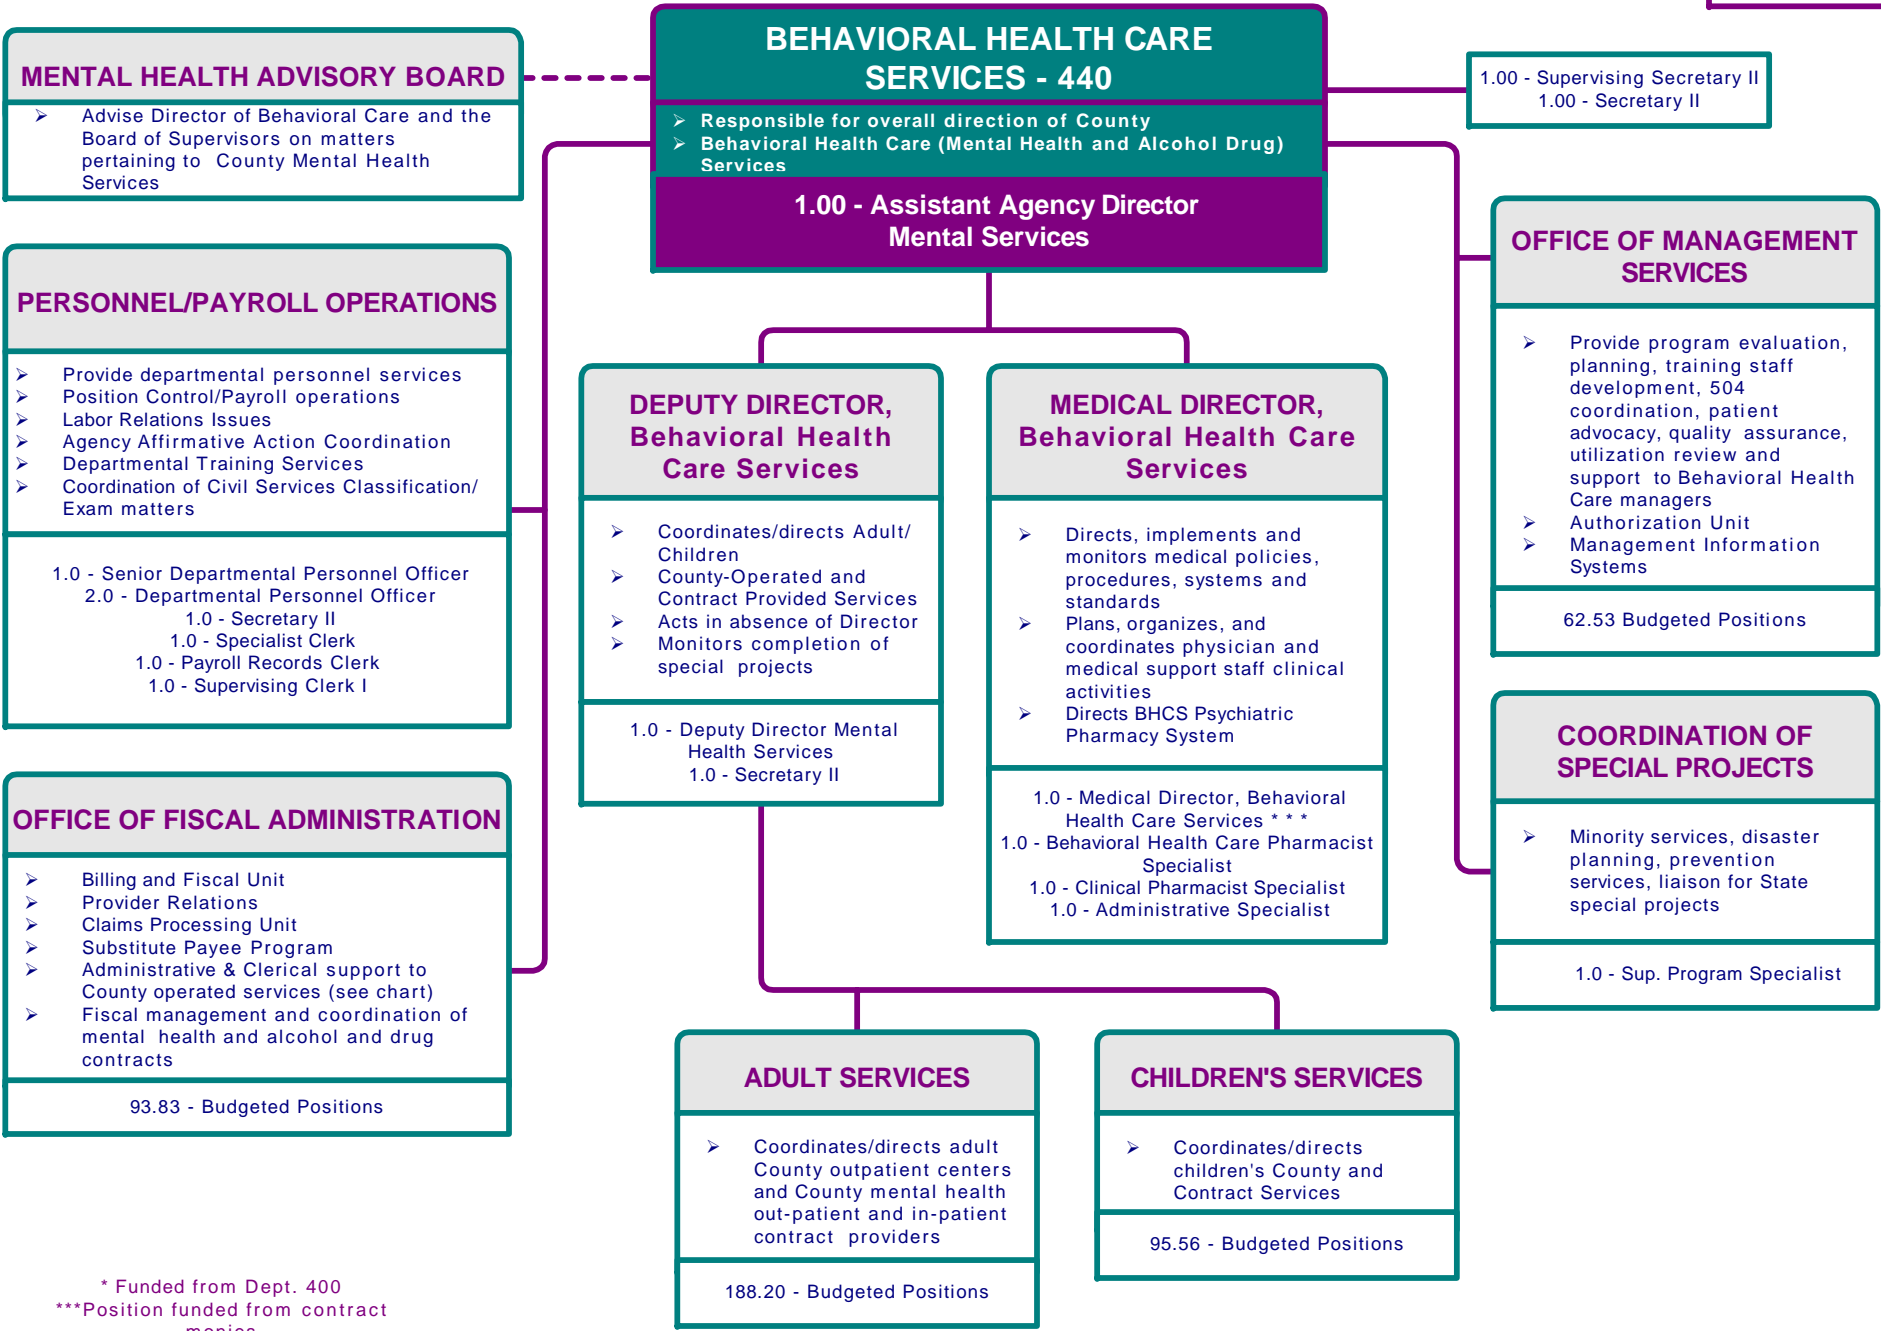 MENTAL HEALTH ADVISORY BOARD
➢ Advise Director of Behavioral Care and the
Board of Supervisors on matters
pertaining to County Mental Health
Services
BEHAVIORAL HEALTH CARE
SERVICES - 440
➢ Responsible for overall direction of County
➢ Behavioral Health Care (Mental Health and Alcohol Drug)
Services
1.00 - Assistant Agency Director
Mental Services
1.00 - Supervising Secretary II
1.00 - Secretary II
PERSONNEL/PAYROLL OPERATIONS
➢ Provide departmental personnel services
➢ Position Control/Payroll operations
➢ Labor Relations Issues
➢ Agency Affirmative Action Coordination
➢ Departmental Training Services
➢ Coordination of Civil Services Classification/
Exam matters
1.0 - Senior Departmental Personnel Officer
2.0 - Departmental Personnel Officer
1.0 - Secretary II
1.0 - Specialist Clerk
1.0 - Payroll Records Clerk
1.0 - Supervising Clerk I
OFFICE OF FISCAL ADMINISTRATION
➢ Billing and Fiscal Unit
➢ Provider Relations
➢ Claims Processing Unit
➢ Substitute Payee Program
➢ Administrative & Clerical support to
County operated services (see chart)
➢ Fiscal management and coordination of
mental health and alcohol and drug
contracts
93.83 - Budgeted Positions
DEPUTY DIRECTOR,
Behavioral Health
Care Services
➢ Coordinates/directs Adult/
Children
➢ County-Operated and
Contract Provided Services
➢ Acts in absence of Director
➢ Monitors completion of
special projects
1.0 - Deputy Director Mental
Health Services
1.0 - Secretary II
MEDICAL DIRECTOR,
Behavioral Health Care
Services
➢ Directs, implements and
monitors medical policies,
procedures, systems and
standards
➢ Plans, organizes, and
coordinates physician and
medical support staff clinical
activities
➢ Directs BHCS Psychiatric
Pharmacy System
1.0 - Medical Director, Behavioral
Health Care Services * * *
1.0 - Behavioral Health Care Pharmacist
Specialist
1.0 - Clinical Pharmacist Specialist
1.0 - Administrative Specialist
OFFICE OF MANAGEMENT
SERVICES
➢ Provide program evaluation,
planning, training staff
development, 504
coordination, patient
advocacy, quality assurance,
utilization review and
support to Behavioral Health
Care managers
➢ Authorization Unit
➢ Management Information
Systems
62.53 Budgeted Positions
COORDINATION OF
SPECIAL PROJECTS
➢ Minority services, disaster
planning, prevention
services, liaison for State
special projects
1.0 - Sup. Program Specialist
ADULT SERVICES
➢ Coordinates/directs adult
County outpatient centers
and County mental health
out-patient and in-patient
contract providers
188.20 - Budgeted Positions
CHILDREN'S SERVICES
➢ Coordinates/directs
children's County and
Contract Services
95.56 - Budgeted Positions
* Funded from Dept. 400
***Position funded from contract
monies